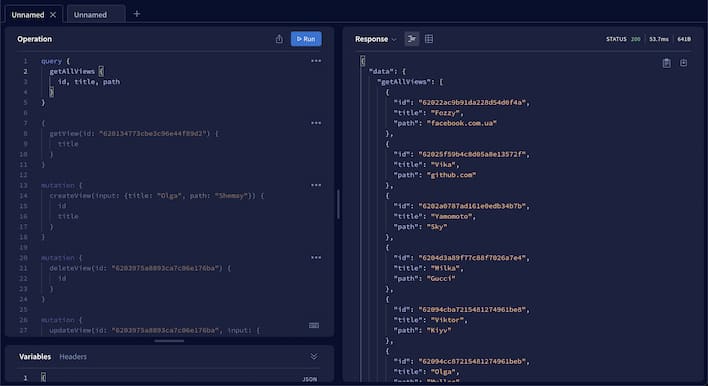 Unnamed ✕ Unnamed +
Operation
Run
1 query {
2 getAllViews {
3 id, title, path
4 }
5 }
6
7 {
8 getView(id: "620134773cbe3c96e44f89d2") {
9 title
10 }
11 }
12
13 mutation {
14 createView(input: {title: "Olga", path: "Shemsy"}) {
15 id
16 title
17 }
18 }
19
20 mutation {
21 deleteView(id: "6203975a8893ca7c06e176ba") {
22 id
23 }
24 }
25
26 mutation {
27 updateView(id: "6203975a8893ca7c06e176ba", input: {
Variables Headers
1 {
JSON
Response
STATUS 200 53.7ms 641B
{
"data": {
"getAllViews": [
{
"id": "62022ac9b91da228d54d0f4a",
"title": "Fozzy",
"path": "facebook.com.ua"
},
{
"id": "62025f59b4c8d05a8e13572f",
"title": "Vika",
"path": "github.com"
},
{
"id": "6202a0787ad161e0edb34b7b",
"title": "Yamomoto",
"path": "Sky"
},
{
"id": "6204d3a89f77c88f7026a7e4",
"title": "Milka",
"path": "Gucci"
},
{
"id": "62094cba7215481274961be8",
"title": "Viktor",
"path": "Kiyv"
},
{
"id": "62094cc87215481274961beb",
"title": "Olga",